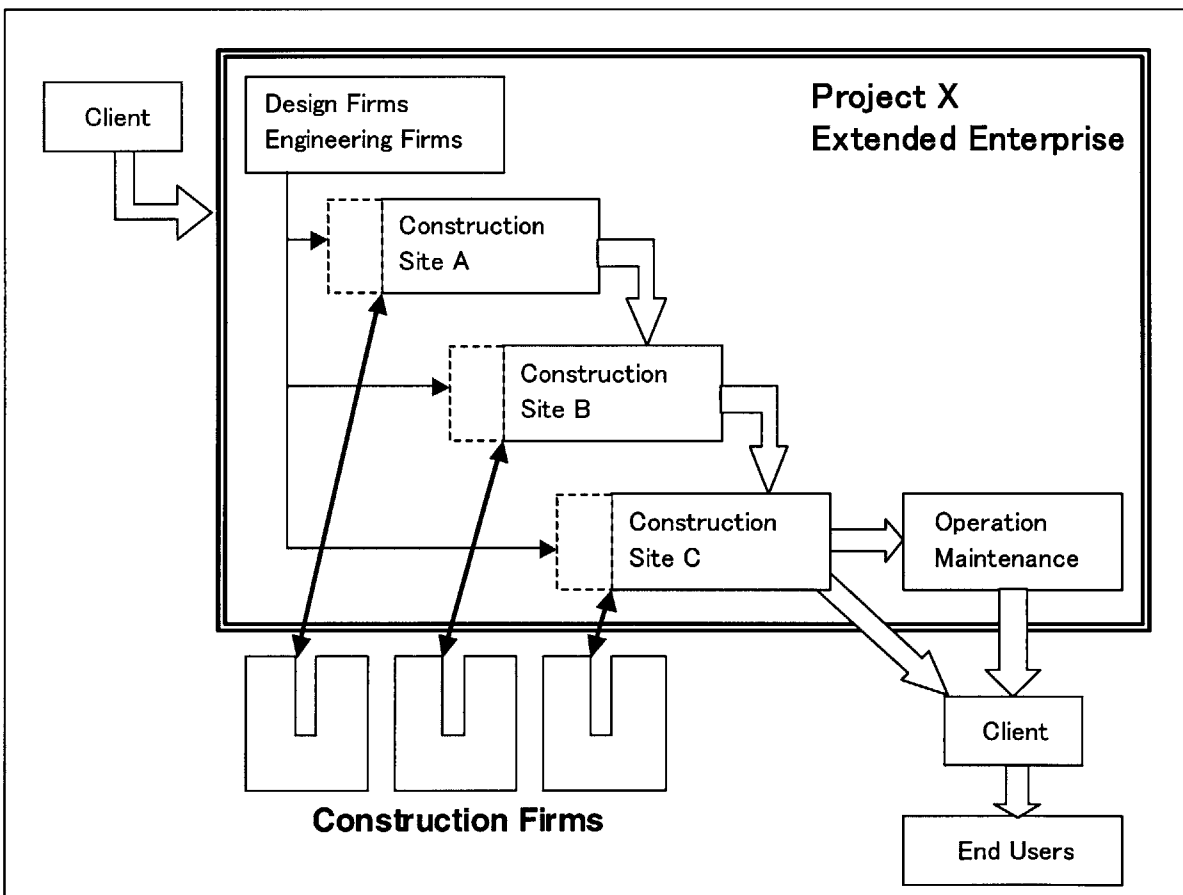 Client
Design Firms
Engineering Firms
Project X
Extended Enterprise
Construction
Site A
Construction
Site B
Construction
Site C
Operation
Maintenance
Client
Construction Firms
End Users